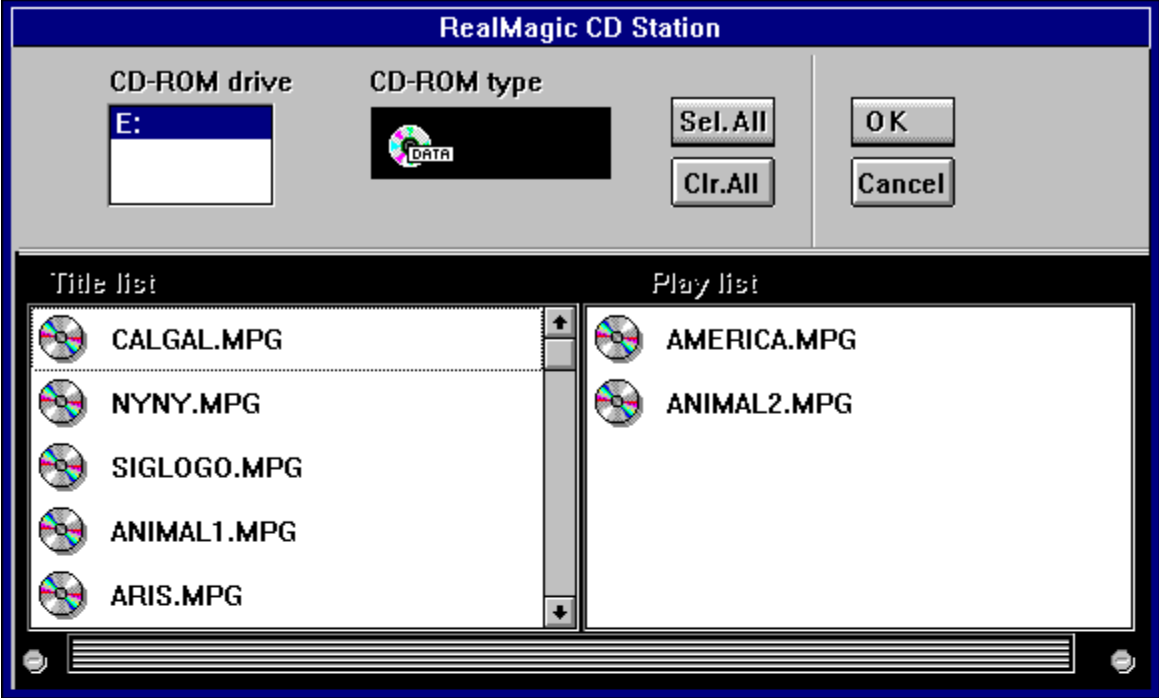 RealMagic CD Station
CD-ROM drive
CD-ROM type
E:
DATA
Sel.All
OK
Clr.All
Cancel
Title list
Play list
CALGAL.MPG
NYNY.MPG
SIGLOGO.MPG
ANIMAL1.MPG
ARIS.MPG
AMERICA.MPG
ANIMAL2.MPG